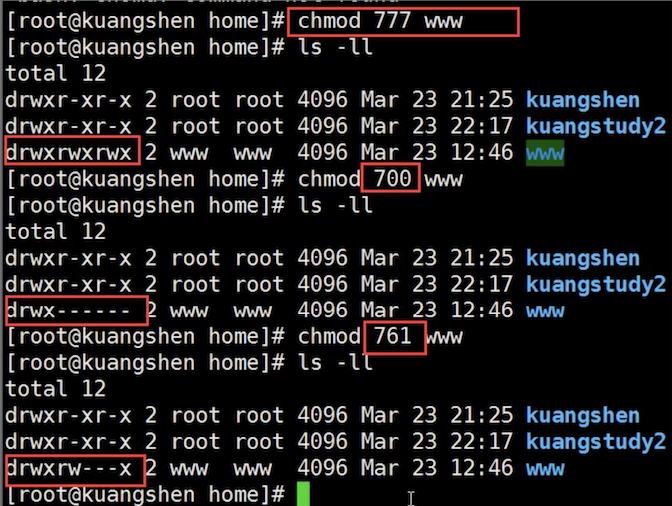 [root@kuangshen home]# chmod 777 www
[root@kuangshen home]# ls -ll
total 12
drwxr-xr-x 2 root root 4096 Mar 23 21:25 kuangshen
drwxr-xr-x 2 root root 4096 Mar 23 22:17 kuangstudy2
drwxrwxrwx 2 www  www  4096 Mar 23 12:46 www
[root@kuangshen home]# chmod 700 www
[root@kuangshen home]# ls -ll
total 12
drwxr-xr-x 2 root root 4096 Mar 23 21:25 kuangshen
drwxr-xr-x 2 root root 4096 Mar 23 22:17 kuangstudy2
drwx------ 2 www  www  4096 Mar 23 12:46 www
[root@kuangshen home]# chmod 761 www
[root@kuangshen home]# ls -ll
total 12
drwxr-xr-x 2 root root 4096 Mar 23 21:25 kuangshen
drwxr-xr-x 2 root root 4096 Mar 23 22:17 kuangstudy2
drwxrw---x 2 www  www  4096 Mar 23 12:46 www
[root@kuangshen home]#